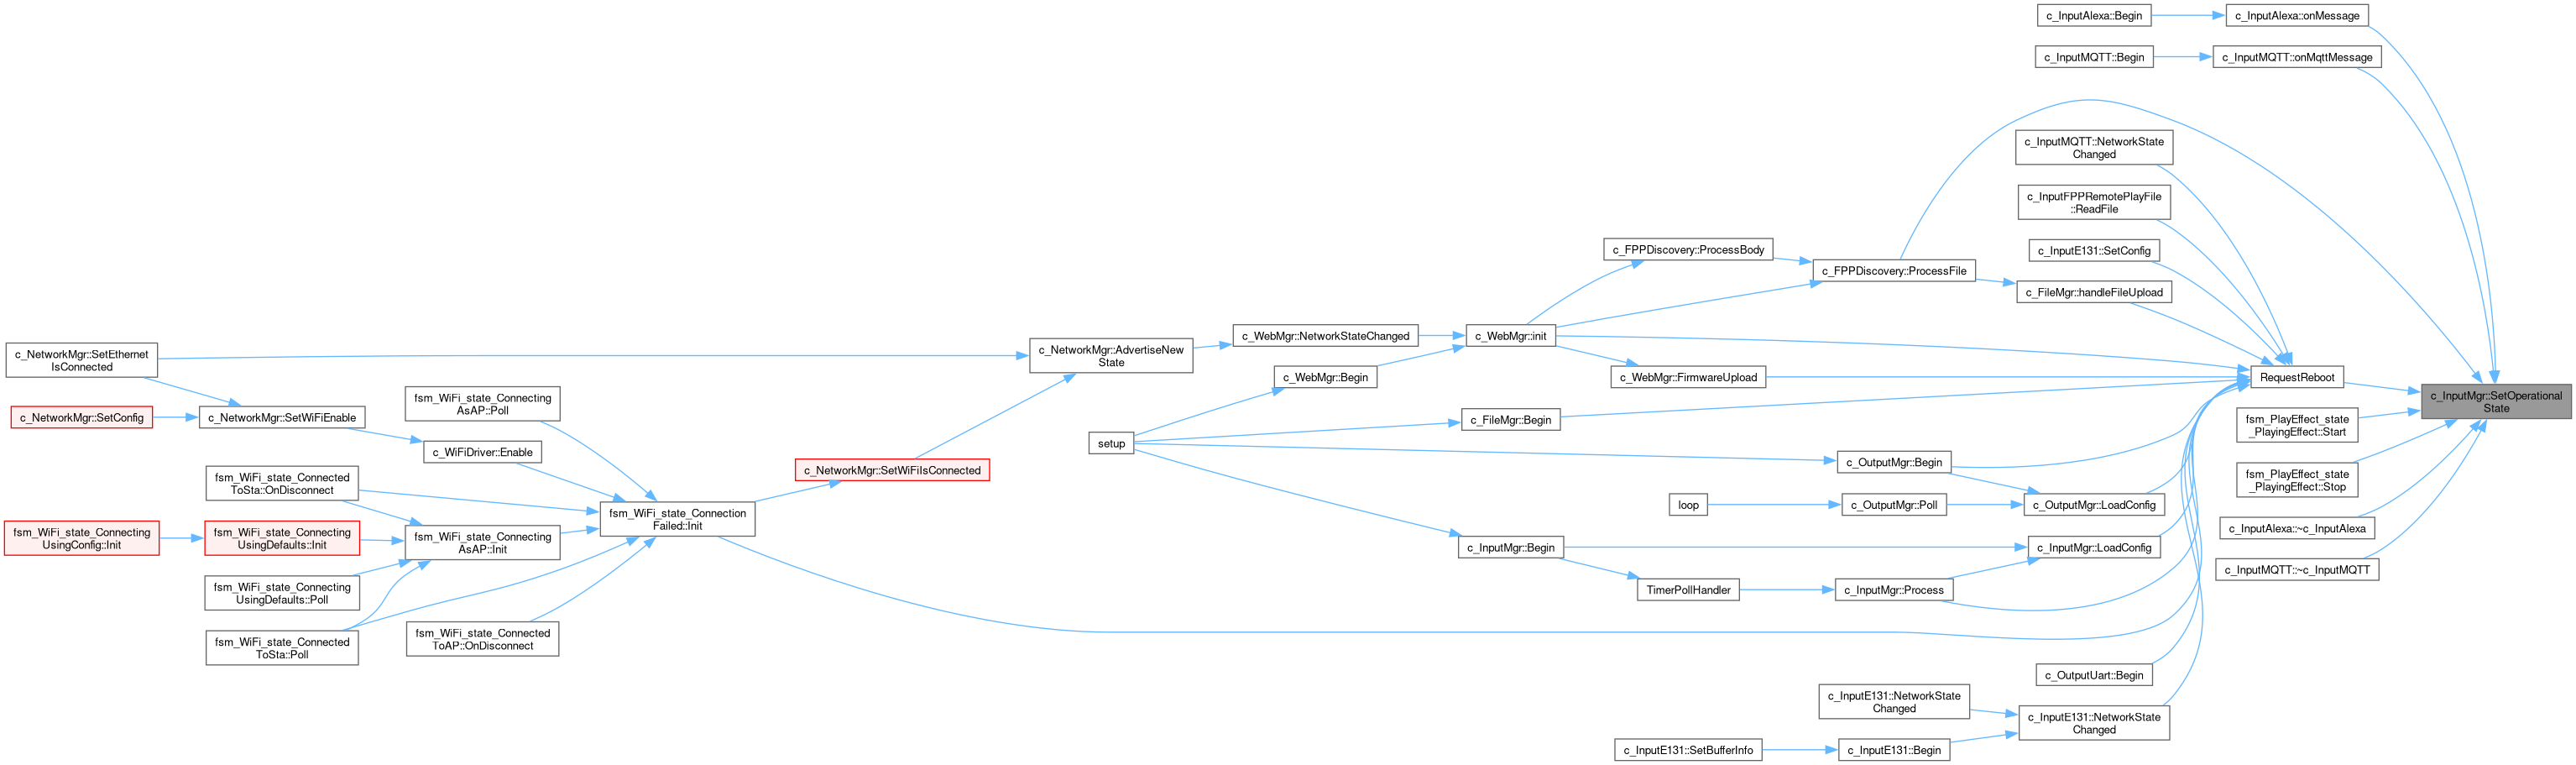 c_InputAlexa::Begin
c_InputAlexa::onMessage
c_InputMQTT::Begin
c_InputMQTT::onMqttMessage
c_InputMQTT::NetworkState
Changed
c_InputFPPRemotePlayFile
::ReadFile
c_InputE131::SetConfig
c_FPPDiscovery::ProcessBody
c_FPPDiscovery::ProcessFile
c_FileMgr::handleFileUpload
c_WebMgr::NetworkStateChanged
c_WebMgr::init
c_NetworkMgr::SetEthernet
IsConnected
c_NetworkMgr::AdvertiseNew
State
c_WebMgr::Begin
c_WebMgr::FirmwareUpload
RequestReboot
c_InputMgr::SetOperational
State
fsm_WiFi_state_Connecting
AsAP::Poll
c_NetworkMgr::SetConfig
c_NetworkMgr::SetWiFiEnable
c_FileMgr::Begin
fsm_PlayEffect_state
_PlayingEffect::Start
c_WiFiDriver::Enable
setup
c_NetworkMgr::SetWiFiIsConnected
c_OutputMgr::Begin
fsm_WiFi_state_Connected
ToSta::OnDisconnect
fsm_PlayEffect_state
_PlayingEffect::Stop
loop
c_OutputMgr::Poll
c_OutputMgr::LoadConfig
fsm_WiFi_state_Connection
Failed::Init
c_InputAlexa::~c_InputAlexa
fsm_WiFi_state_Connecting
UsingConfig::Init
fsm_WiFi_state_Connecting
UsingDefaults::Init
fsm_WiFi_state_Connecting
AsAP::Init
c_InputMgr::Begin
c_InputMgr::LoadConfig
c_InputMQTT::~c_InputMQTT
fsm_WiFi_state_Connecting
UsingDefaults::Poll
TimerPollHandler
c_InputMgr::Process
fsm_WiFi_state_Connected
ToSta::Poll
fsm_WiFi_state_Connected
ToAP::OnDisconnect
c_OutputUart::Begin
c_InputE131::NetworkState
Changed
c_InputE131::NetworkState
Changed
c_InputE131::SetBufferInfo
c_InputE131::Begin